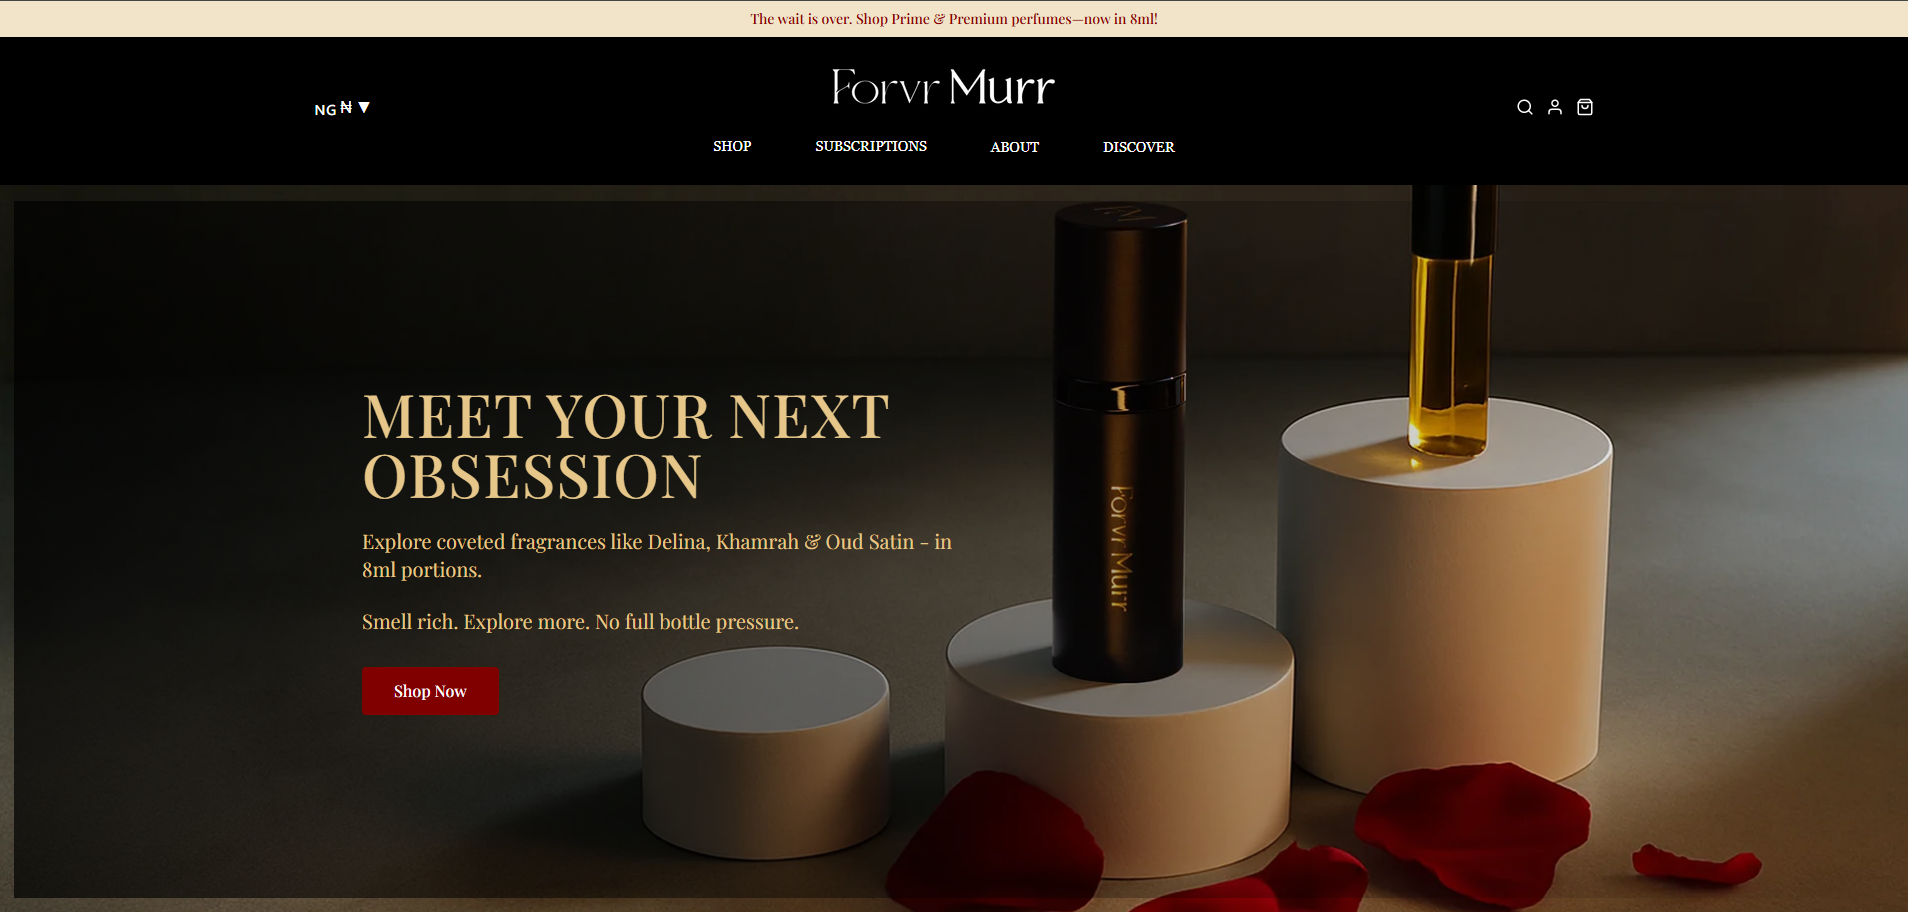 The wait is over. Shop Prime & Premium perfumes—now in 8ml!
Forvr Murr
NG ₦ ▼
SHOP SUBSCRIPTIONS ABOUT DISCOVER
MEET YOUR NEXT
OBSESSION
Explore coveted fragrances like Delina, Khamrah & Oud Satin - in
8ml portions.
Smell rich. Explore more. No full bottle pressure.
Shop Now
Forvr Murr